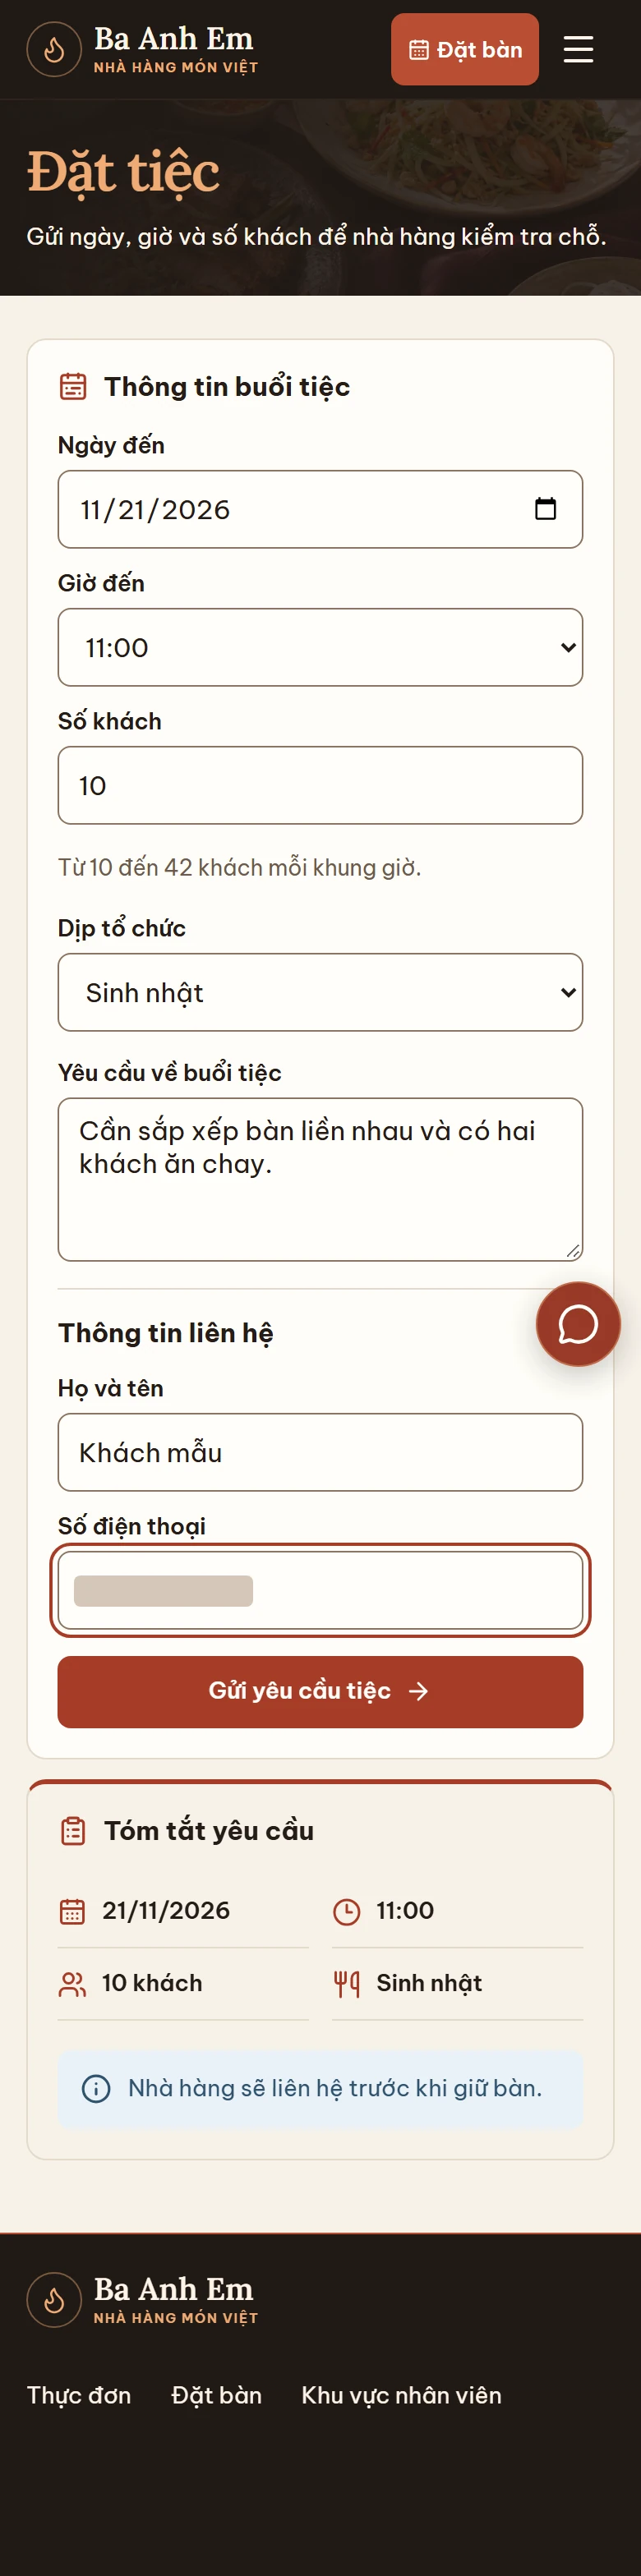 Ba Anh Em
NHÀ HÀNG MÓN VIỆT
Đặt bàn
Đặt tiệc
Gửi ngày, giờ và số khách để nhà hàng kiểm tra chỗ.
Thông tin buổi tiệc
Ngày đến
11/21/2026
Giờ đến
11:00
Số khách
10
Từ 10 đến 42 khách mỗi khung giờ.
Dịp tổ chức
Sinh nhật
Yêu cầu về buổi tiệc
Cần sắp xếp bàn liền nhau và có hai
khách ăn chay.
Thông tin liên hệ
Họ và tên
Khách mẫu
Số điện thoại
Gửi yêu cầu tiệc
Tóm tắt yêu cầu
21/11/2026
11:00
10 khách
Sinh nhật
Nhà hàng sẽ liên hệ trước khi giữ bàn.
Ba Anh Em
NHÀ HÀNG MÓN VIỆT
Thực đơn
Đặt bàn
Khu vực nhân viên